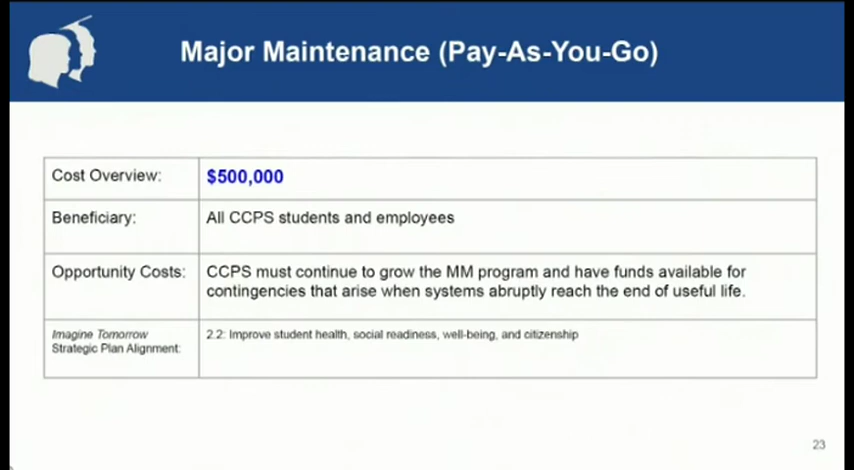 Major Maintenance (Pay-As-You-Go)
Cost Overview: $500,000
Beneficiary: All CCPS students and employees
Opportunity Costs: CCPS must continue to grow the MM program and have funds available for
contingencies that arise when systems abruptly reach the end of useful life.
Imagine Tomorrow
Strategic Plan Alignment:
2.2: Improve student health, social readiness, well-being, and citizenship
23